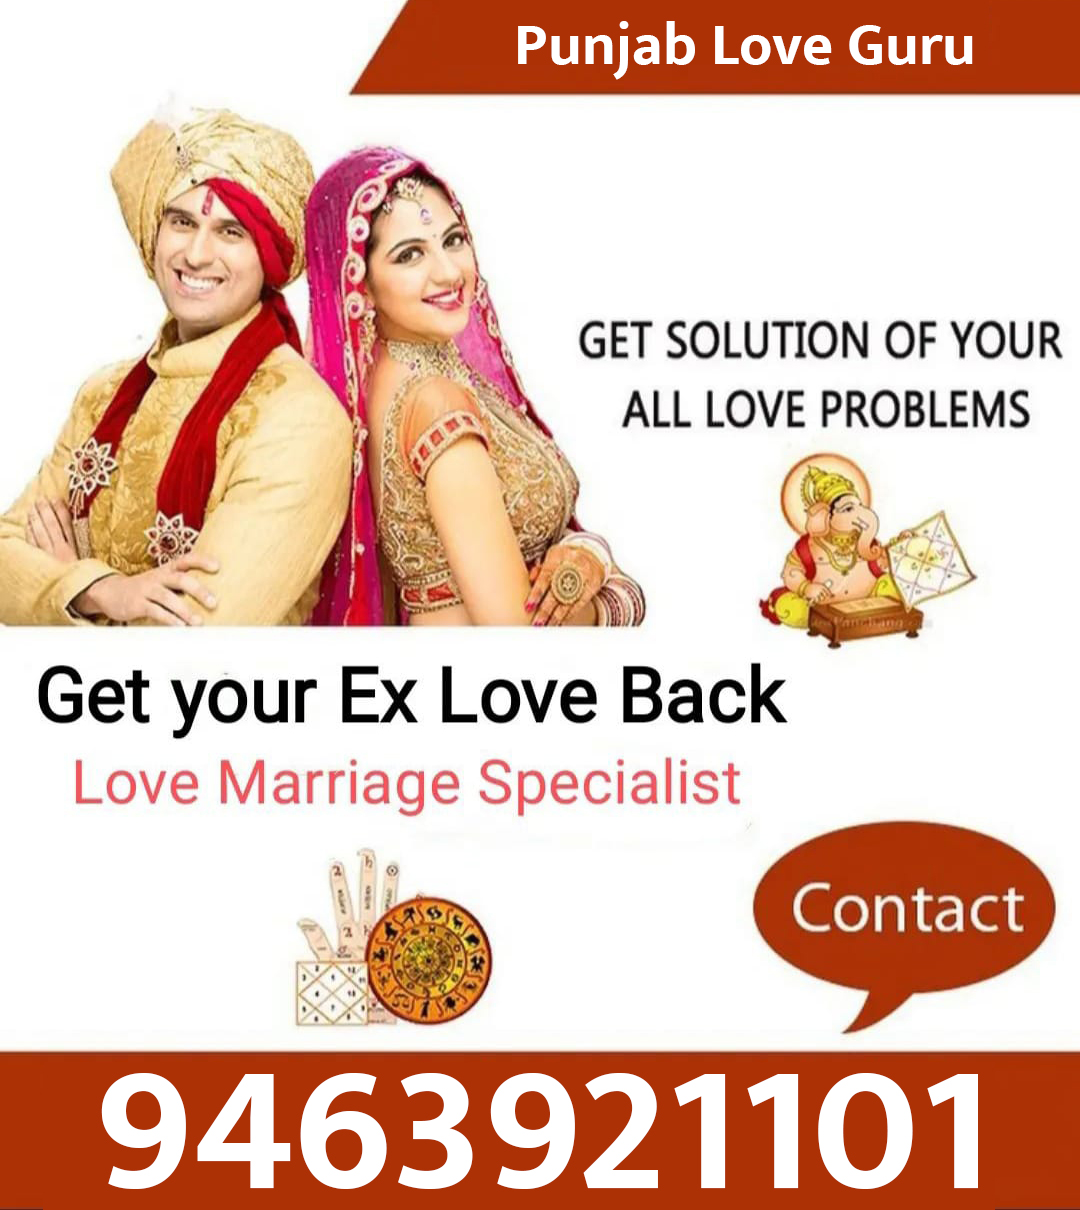 Punjab Love Guru
GET SOLUTION OF YOUR
ALL LOVE PROBLEMS
Get your Ex Love Back
Love Marriage Specialist
Contact
9463921101